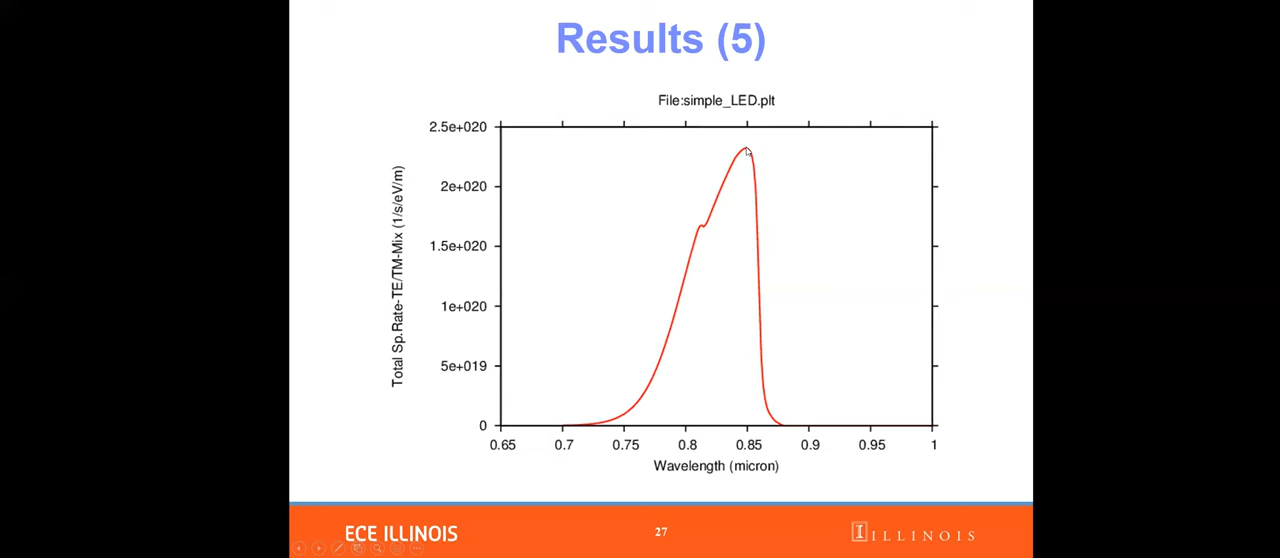 Results (5)
File:simple_LED.plt
Total Sp.Rate-TE/TM-Mix (1/s/eV/m)
2.5e+020
2e+020
1.5e+020
1e+020
5e+019
0
0.65 0.7 0.75 0.8 0.85 0.9 0.95 1
Wavelength (micron)
ECE ILLINOIS
27
I ILLINOIS